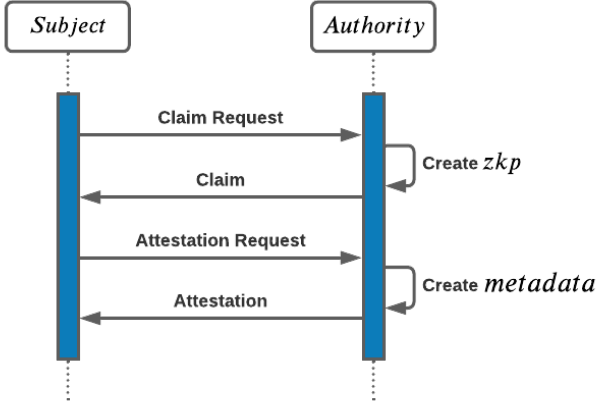 Subject
Authority
Claim Request
Create zkp
Claim
Attestation Request
Create metadata
Attestation